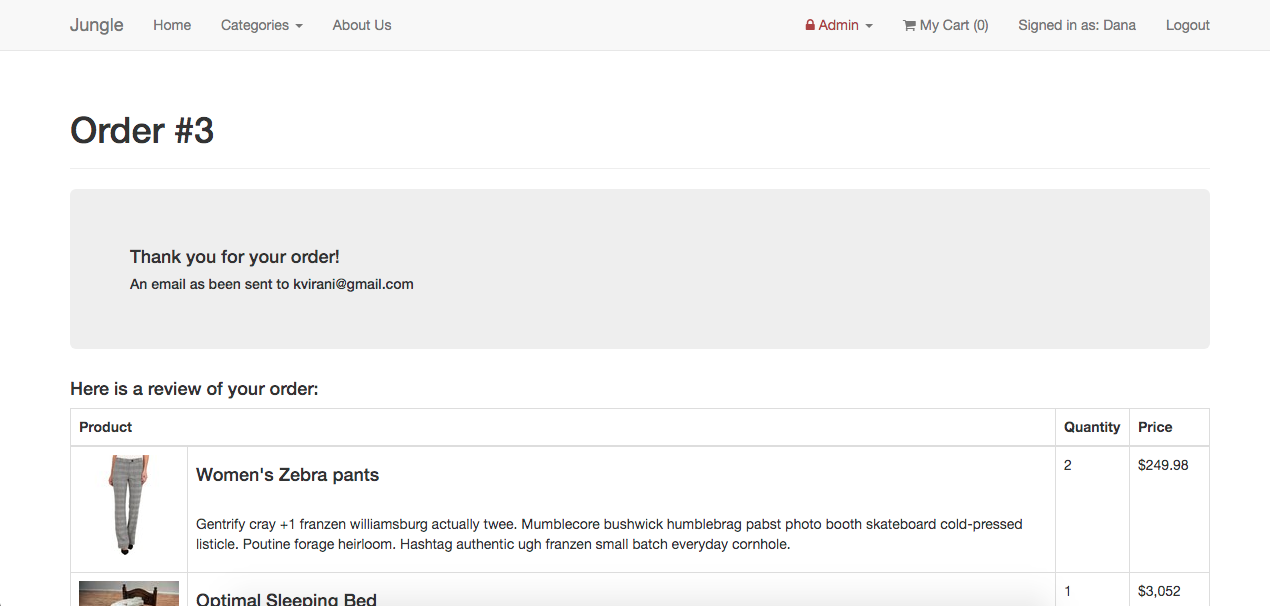 Jungle Home Categories About Us Admin My Cart (0) Signed in as: Dana Logout
Order #3
Thank you for your order!
An email as been sent to kvirani@gmail.com
Here is a review of your order:
Product Quantity Price
Women's Zebra pants 2 $249.98
Gentrify cray +1 franzen williamsburg actually twee. Mumblecore bushwick humblebrag pabst photo booth skateboard cold-pressed
listicle. Poutine forage heirloom. Hashtag authentic ugh franzen small batch everyday cornhole.
Optimal Sleeping Bed 1 $3,052